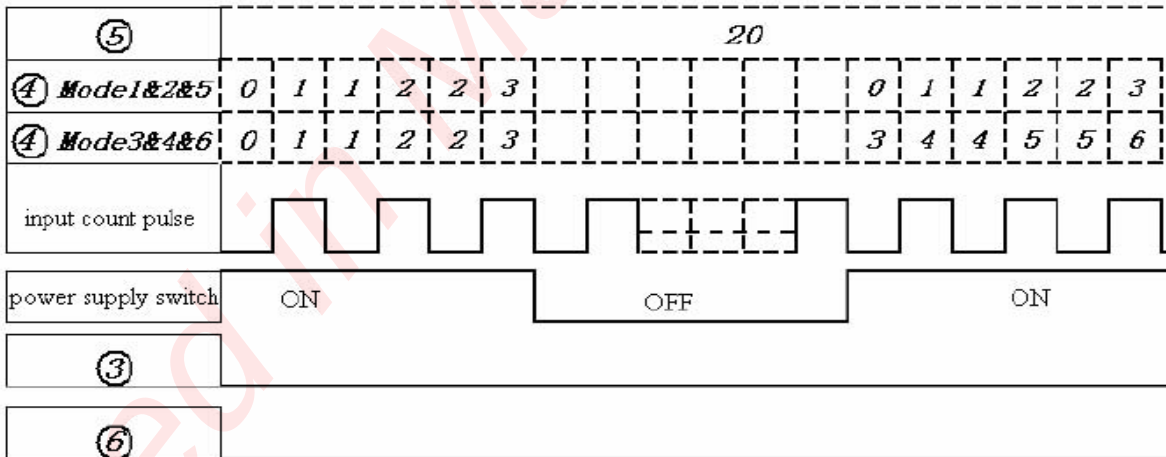 ⑤ 20
④ Mode1&2&5 0 1 1 2 2 3 0 1 1 2 2 3
④ Mode3&4&6 0 1 1 2 2 3 3 4 4 5 5 6
input count pulse
power supply switch ON OFF ON
③
⑥
ed in M